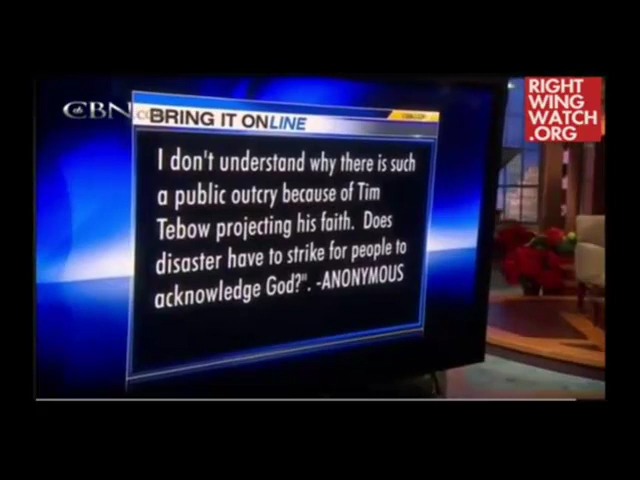 CBN
BRING IT ONLINE
I don't understand why there is such
a public outcry because of Tim
Tebow projecting his faith. Does
disaster have to strike for people to
acknowledge God?". -ANONYMOUS
RIGHT
WING
WATCH
.ORG